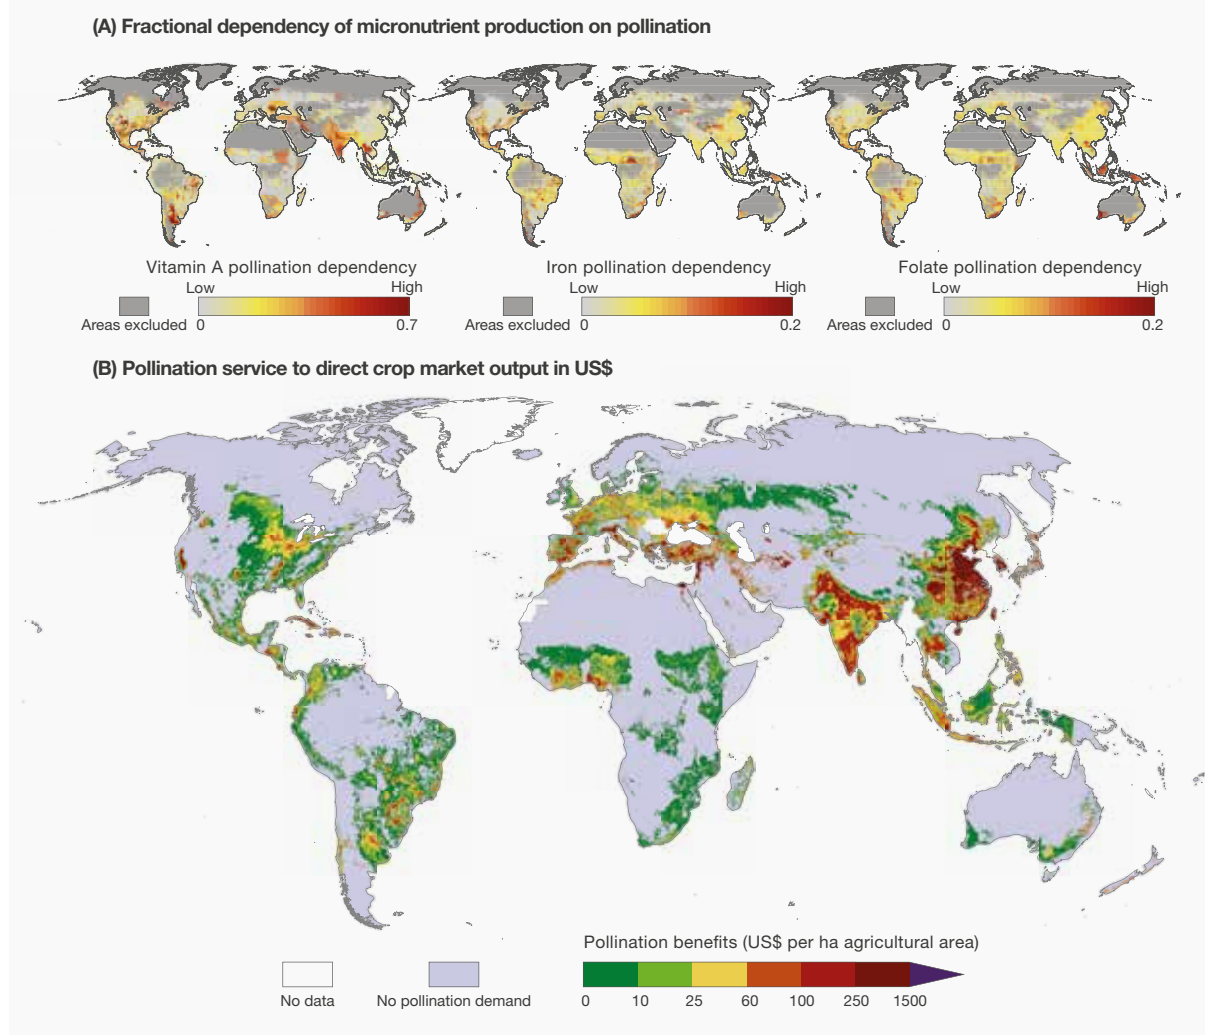 (A) Fractional dependency of micronutrient production on pollination
Vitamin A pollination dependency
Low High
Areas excluded 0 0.7
Iron pollination dependency
Low High
Areas excluded 0 0.2
Folate pollination dependency
Low High
Areas excluded 0 0.2
(B) Pollination service to direct crop market output in US$
Pollination benefits (US$ per ha agricultural area)
No data No pollination demand 0 10 25 60 100 250 1500